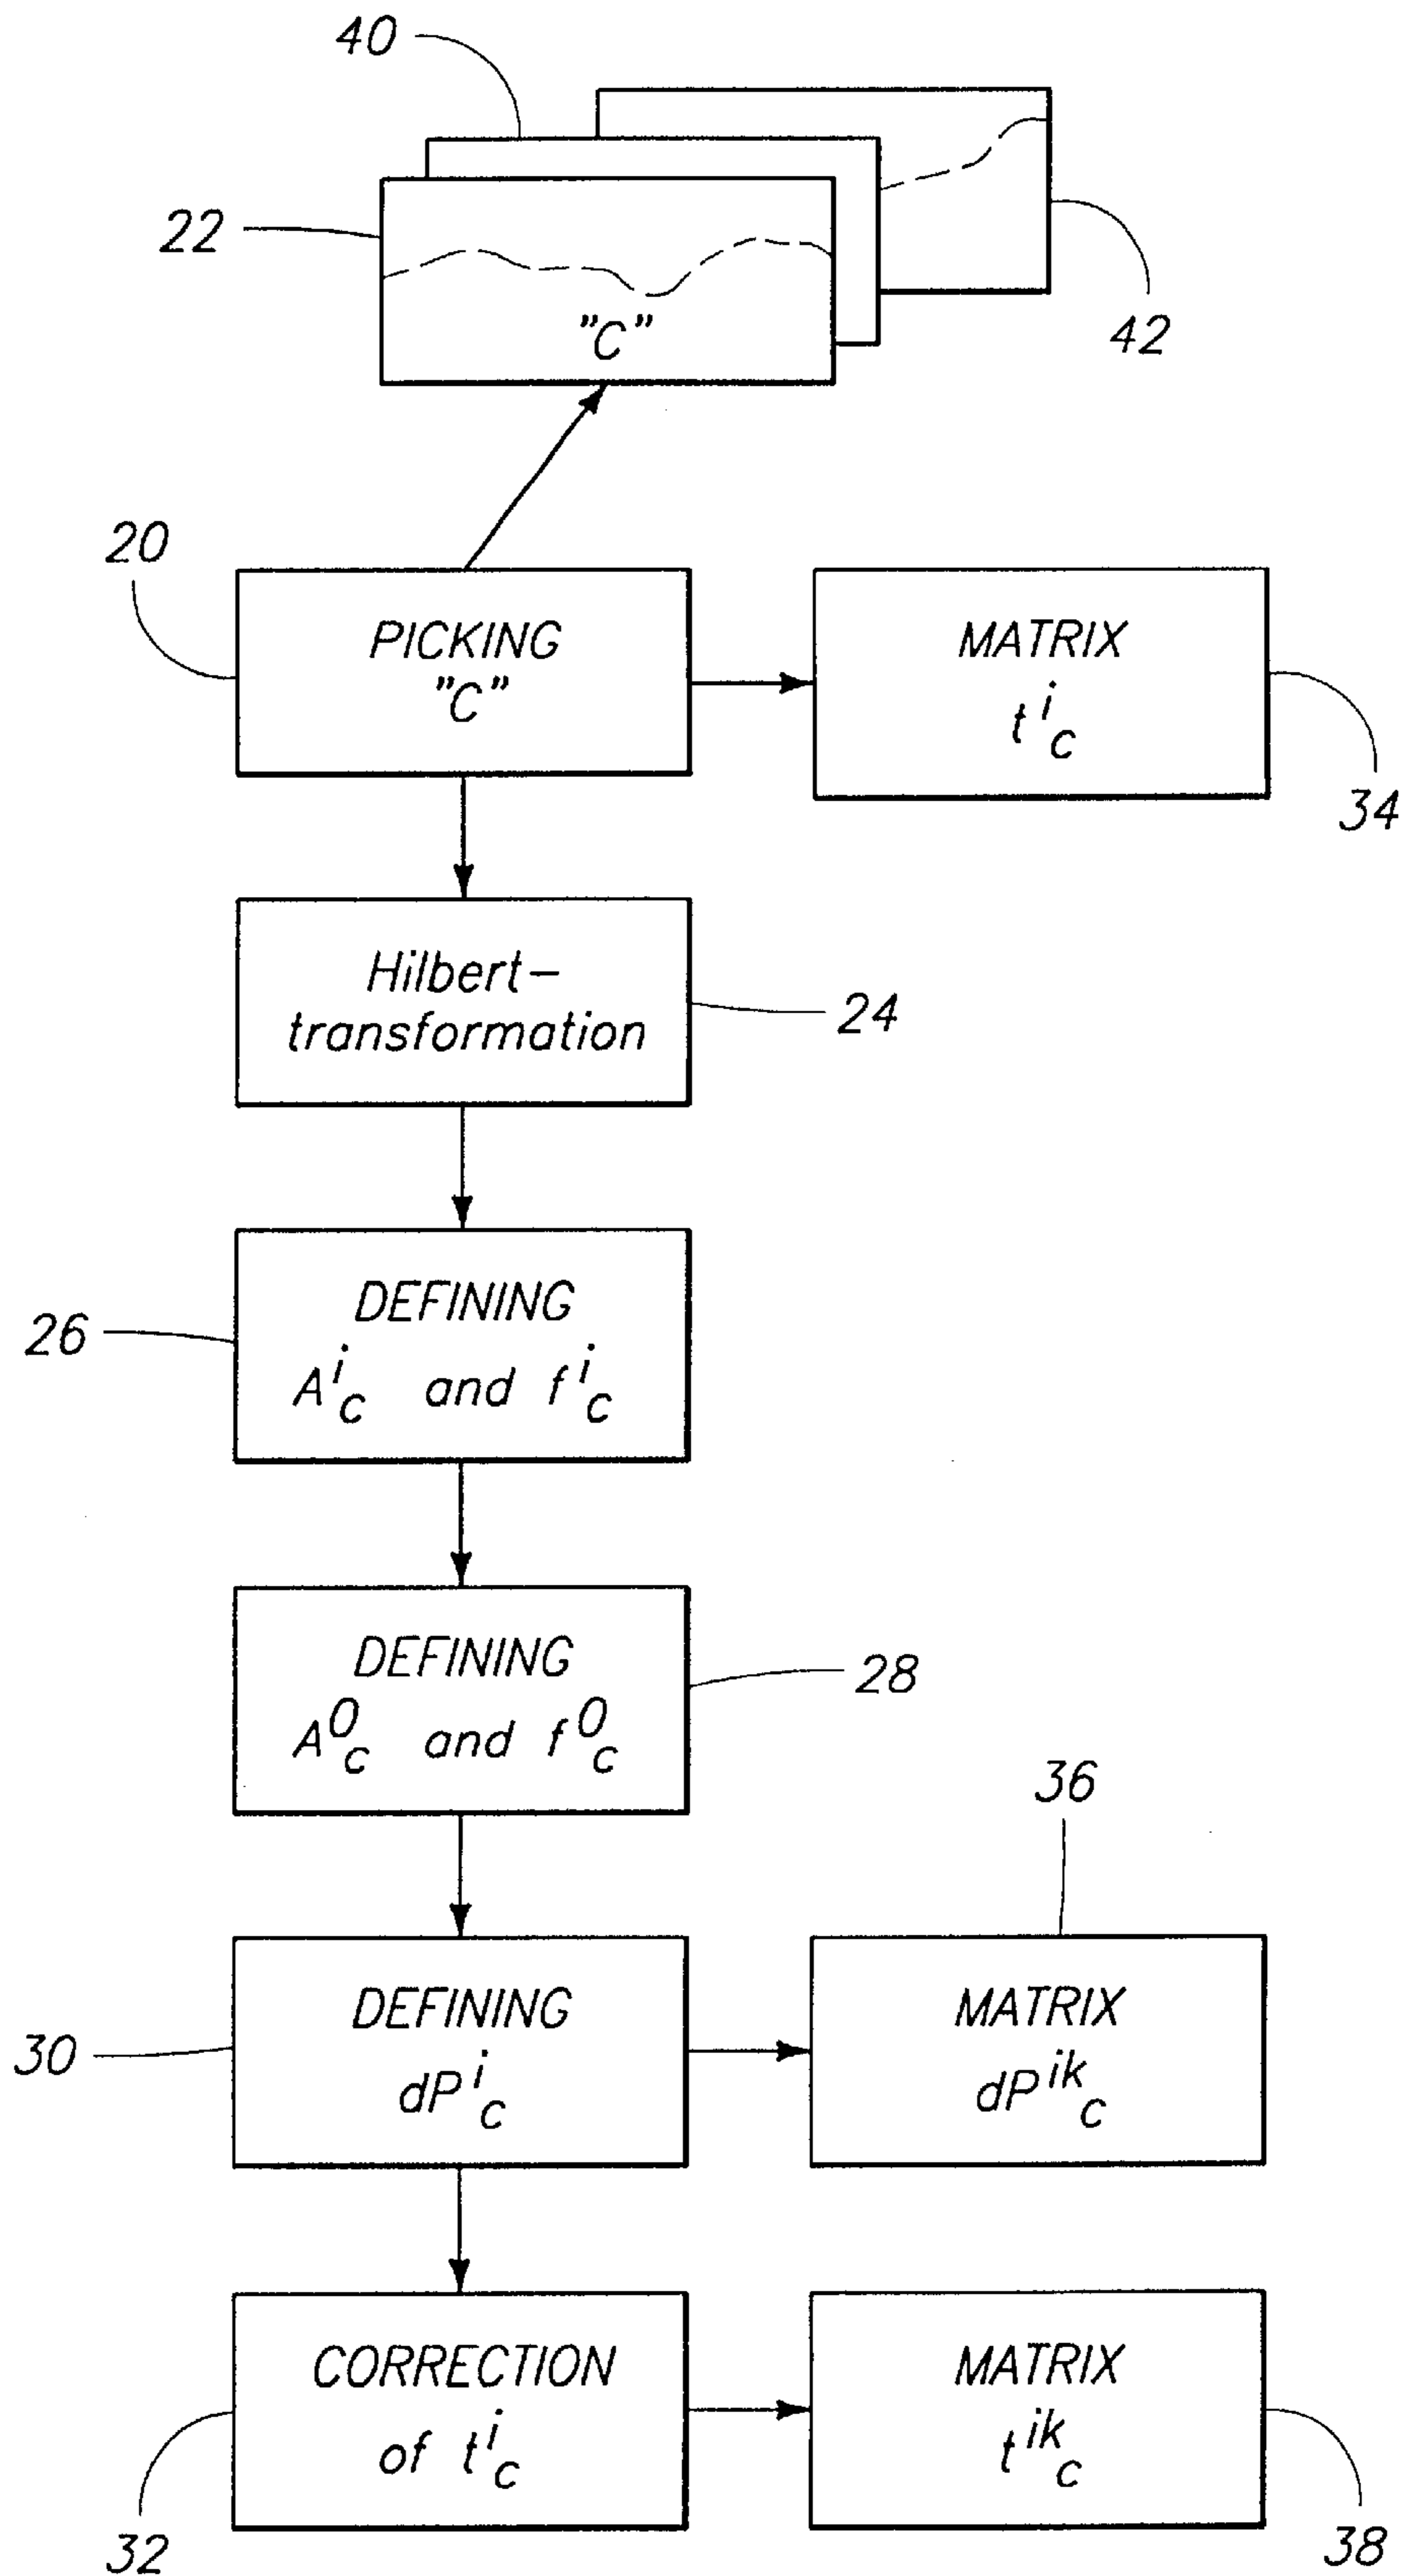 40
22
"C"
42
20
PICKING
"C"
MATRIX
t^i_c
34
Hilbert-
transformation
24
26
DEFINING
A^i_c and f^i_c
DEFINING
A^0_c and f^0_c
28
36
30
DEFINING
dP^i_c
MATRIX
dP^ik_c
CORRECTION
of t^i_c
MATRIX
t^ik_c
32
38